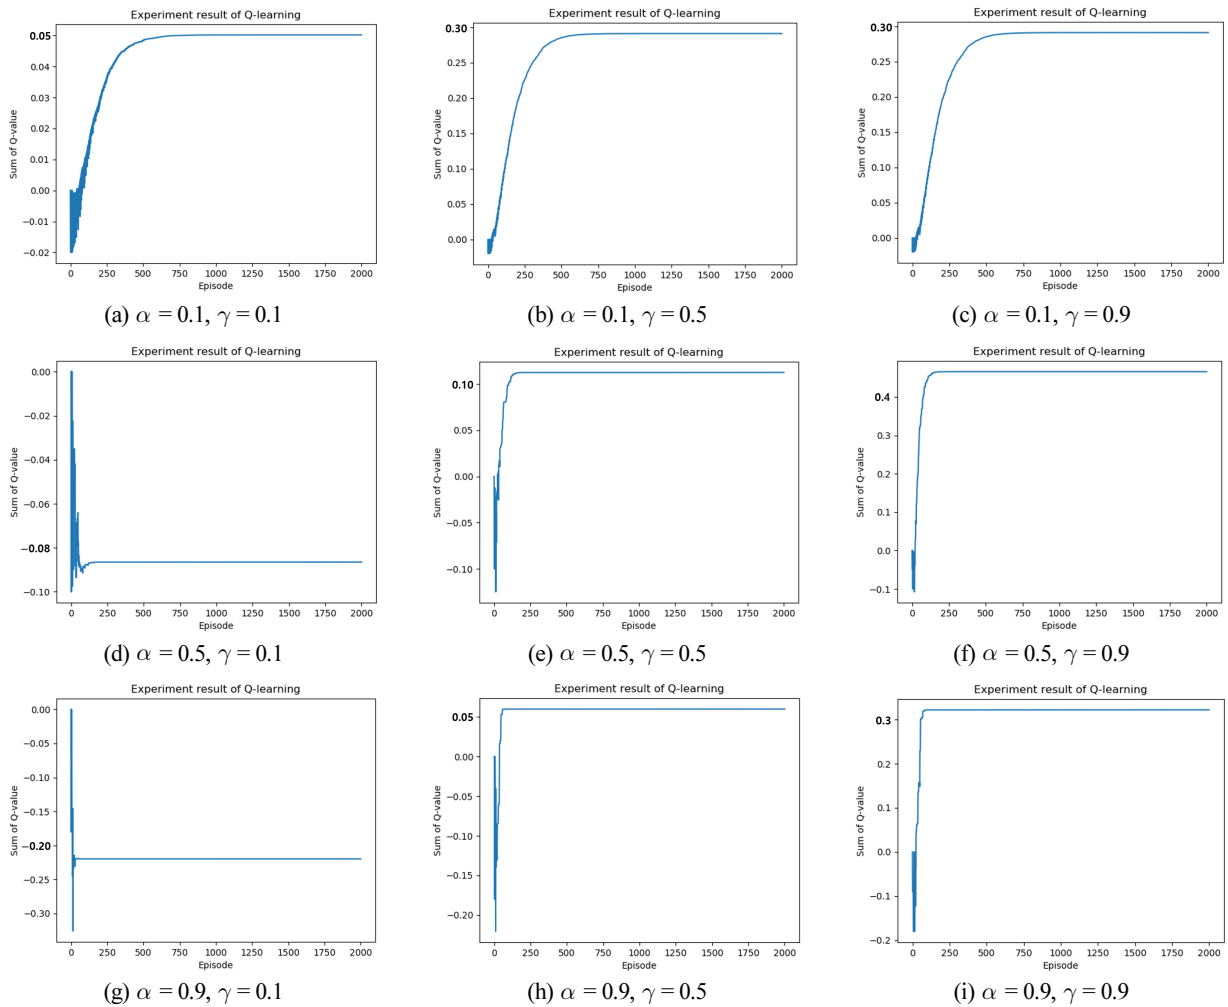 Experiment result of Q-learning
Sum of Q-value
0.05
0.04
0.03
0.02
0.01
0.00
−0.01
−0.02
0 250 500 750 1000 1250 1500 1750 2000
Episode
(a) α = 0.1, γ = 0.1
Experiment result of Q-learning
Sum of Q-value
0.30
0.25
0.20
0.15
0.10
0.05
0.00
0 250 500 750 1000 1250 1500 1750 2000
Episode
(b) α = 0.1, γ = 0.5
Experiment result of Q-learning
Sum of Q-value
0.30
0.25
0.20
0.15
0.10
0.05
0.00
0 250 500 750 1000 1250 1500 1750 2000
Episode
(c) α = 0.1, γ = 0.9
Experiment result of Q-learning
Sum of Q-value
0.00
−0.02
−0.04
−0.06
−0.08
−0.10
0 250 500 750 1000 1250 1500 1750 2000
Episode
(d) α = 0.5, γ = 0.1
Experiment result of Q-learning
Sum of Q-value
0.10
0.05
0.00
−0.05
−0.10
0 250 500 750 1000 1250 1500 1750 2000
Episode
(e) α = 0.5, γ = 0.5
Experiment result of Q-learning
Sum of Q-value
0.4
0.3
0.2
0.1
0.0
−0.1
0 250 500 750 1000 1250 1500 1750 2000
Episode
(f) α = 0.5, γ = 0.9
Experiment result of Q-learning
Sum of Q-value
0.00
−0.05
−0.10
−0.15
−0.20
−0.25
−0.30
0 250 500 750 1000 1250 1500 1750 2000
Episode
(g) α = 0.9, γ = 0.1
Experiment result of Q-learning
Sum of Q-value
0.05
0.00
−0.05
−0.10
−0.15
−0.20
0 250 500 750 1000 1250 1500 1750 2000
Episode
(h) α = 0.9, γ = 0.5
Experiment result of Q-learning
Sum of Q-value
0.3
0.2
0.1
0.0
−0.1
−0.2
0 250 500 750 1000 1250 1500 1750 2000
Episode
(i) α = 0.9, γ = 0.9